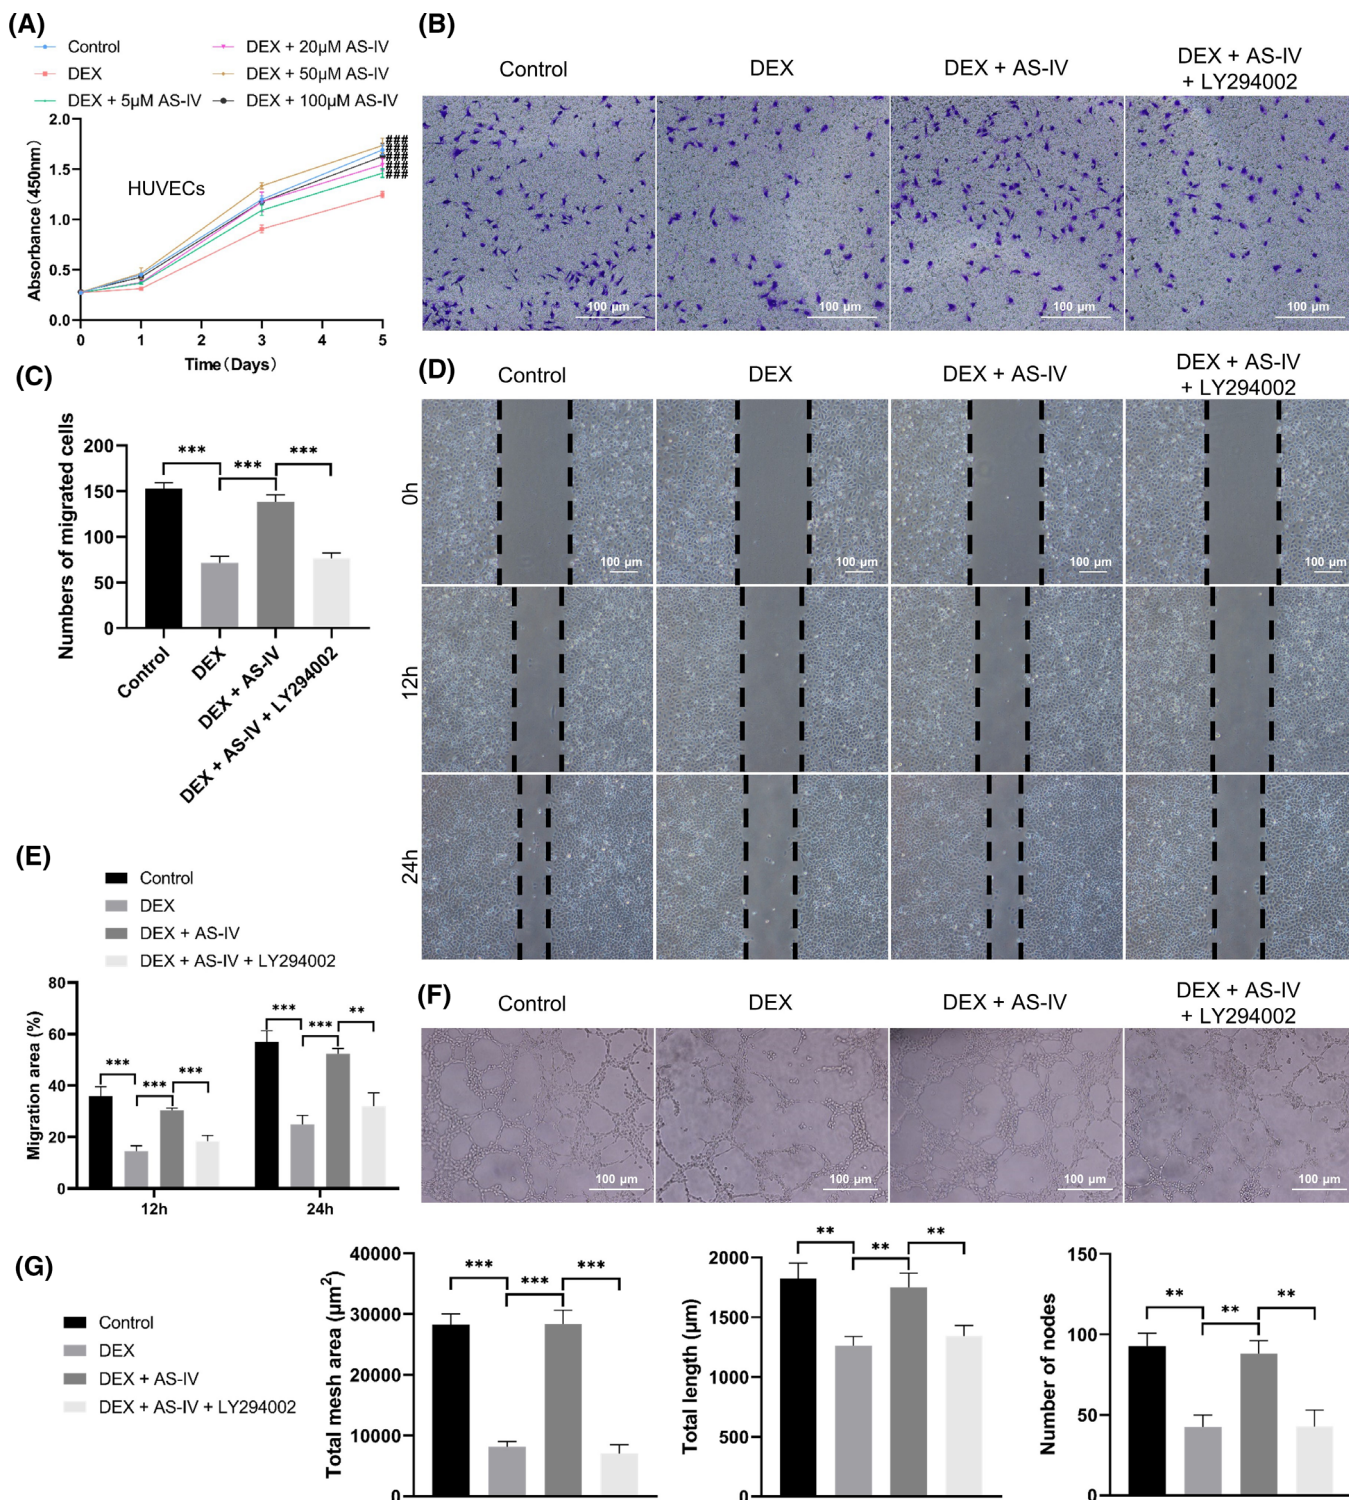 (A)
Control
DEX
DEX + 5μM AS-IV
DEX + 20μM AS-IV
DEX + 50μM AS-IV
DEX + 100μM AS-IV
2.0
1.5
1.0
0.5
0.0
Absorbance（450nm）
HUVECs
###
###
###
###
###
0
1
2
3
4
5
Time（Days）
(B)
Control
DEX
DEX + AS-IV
DEX + AS-IV
+ LY294002
100 μm
100 μm
100 μm
100 μm
(C)
Numbers of migrated cells
200
150
100
50
0
***
***
***
Control
DEX
DEX + AS-IV
DEX + AS-IV + LY294002
(D)
Control
DEX
DEX + AS-IV
DEX + AS-IV
+ LY294002
0h
100 μm
100 μm
100 μm
100 μm
12h
24h
(E)
Control
DEX
DEX + AS-IV
DEX + AS-IV + LY294002
Migration area (%)
80
60
40
20
0
***
***
***
***
***
**
12h
24h
(F)
Control
DEX
DEX + AS-IV
DEX + AS-IV
+ LY294002
100 μm
100 μm
100 μm
100 μm
(G)
Control
DEX
DEX + AS-IV
DEX + AS-IV + LY294002
Total mesh area (μm²)
40000
30000
20000
10000
0
***
***
***
Total length (μm)
2000
1500
1000
500
0
**
**
**
Number of nodes
150
100
50
0
**
**
**